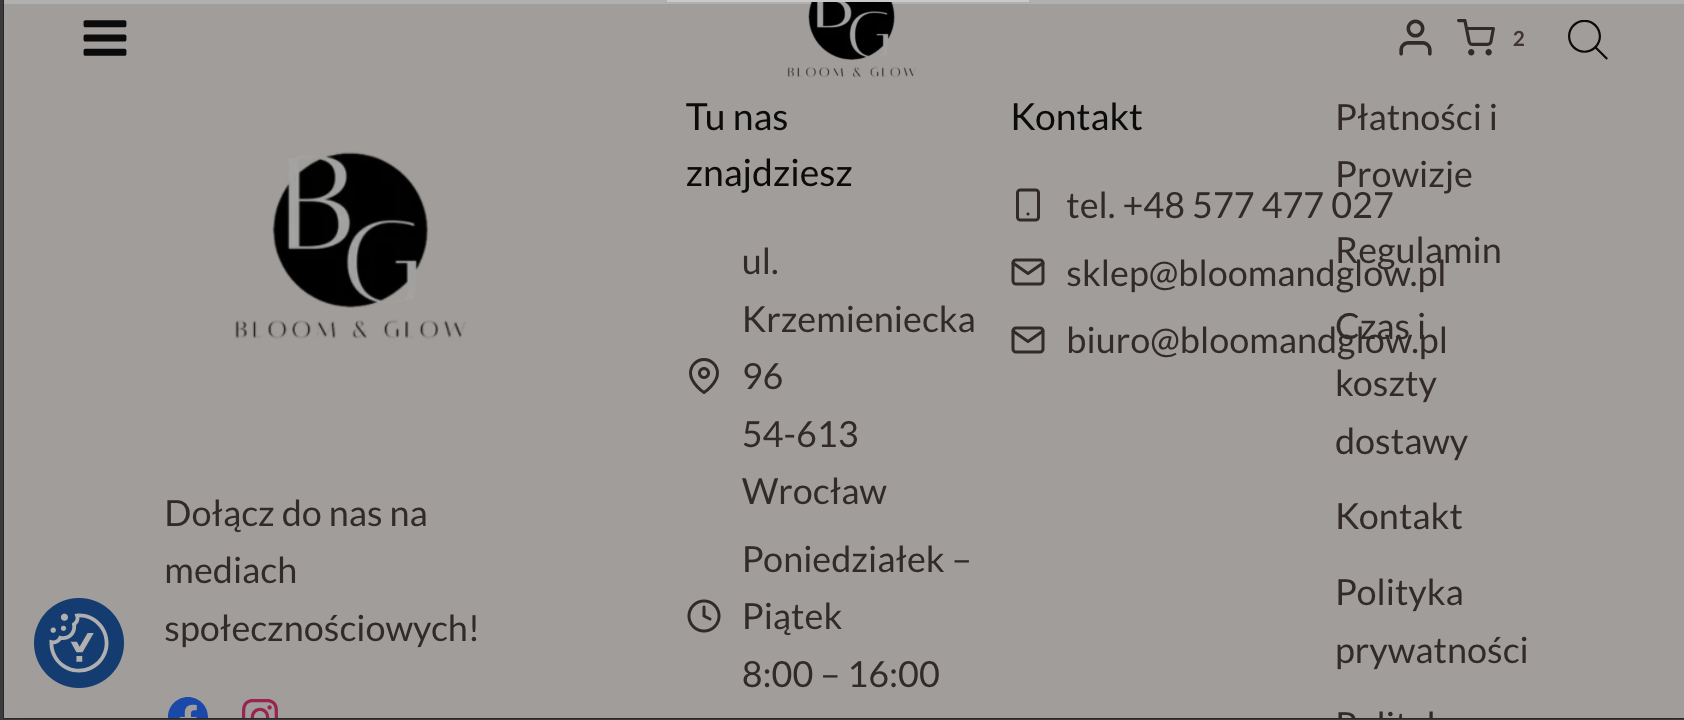 BG
BLOOM & GLOW
2
BG
BLOOM & GLOW
Dołącz do nas na
mediach
społecznościowych!
Tu nas
znajdziesz
ul.
Krzemieniecka
96
54-613
Wrocław
Poniedziałek –
Piątek
8:00 – 16:00
Kontakt
tel. +48 577 477 027
sklep@bloomandglow.pl
biuro@bloomandglow.pl
Płatności i
Prowizje
Regulamin
Czas i
koszty
dostawy
Kontakt
Polityka
prywatności